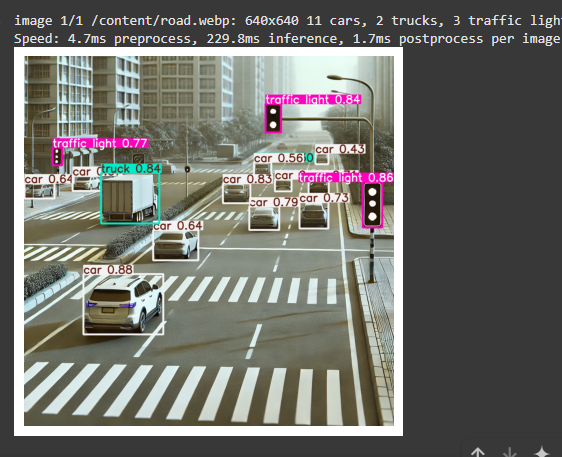 image 1/1 /content/road.webp: 640x640 11 cars, 2 trucks, 3 traffic light
Speed: 4.7ms preprocess, 229.8ms inference, 1.7ms postprocess per image
traffic light 0.84
traffic light 0.77
car 0.56 car 0.43
car 0.64 car truck 0.84 car 0.83 car traffic light 0.86
car 0.79 car 0.73
car 0.64
car 0.88